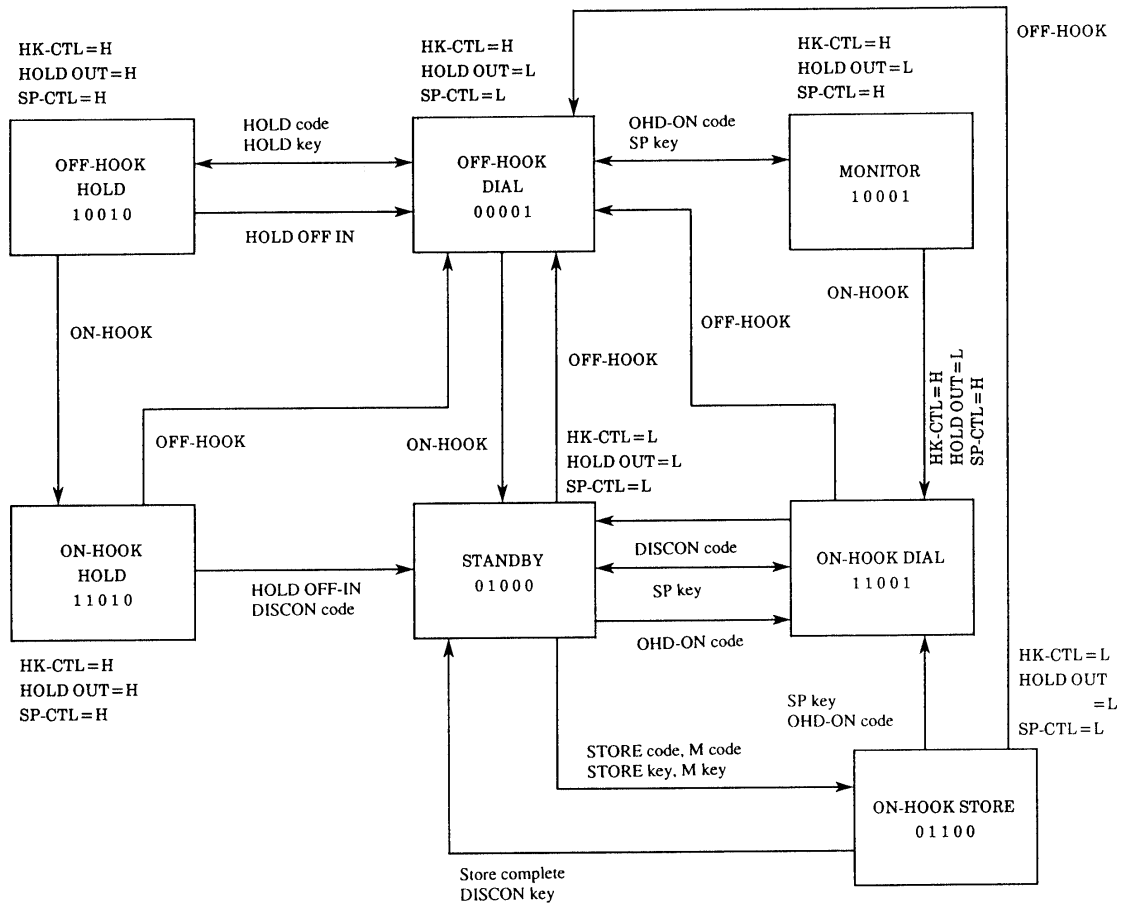 HK-CTL=H
HOLD OUT=H
SP-CTL=H
HK-CTL=H
HOLD OUT=L
SP-CTL=L
HK-CTL=H
HOLD OUT=L
SP-CTL=H
OFF-HOOK
OFF-HOOK
HOLD
10010
HOLD code
HOLD key
HOLD OFF IN
OFF-HOOK
DIAL
00001
OHD-ON code
SP key
MONITOR
10001
ON-HOOK
OFF-HOOK
ON-HOOK
OFF-HOOK
OFF-HOOK
ON-HOOK
HK-CTL=H
HOLD OUT=L
SP-CTL=H
HK-CTL=L
HOLD OUT=L
SP-CTL=L
ON-HOOK
HOLD
11010
HOLD OFF-IN
DISCON code
STANDBY
01000
DISCON code
SP key
OHD-ON code
ON-HOOK DIAL
11001
HK-CTL=H
HOLD OUT=H
SP-CTL=H
SP key
OHD-ON code
HK-CTL=L
HOLD OUT
=L
SP-CTL=L
STORE code, M code
STORE key, M key
ON-HOOK STORE
01100
Store complete
DISCON key